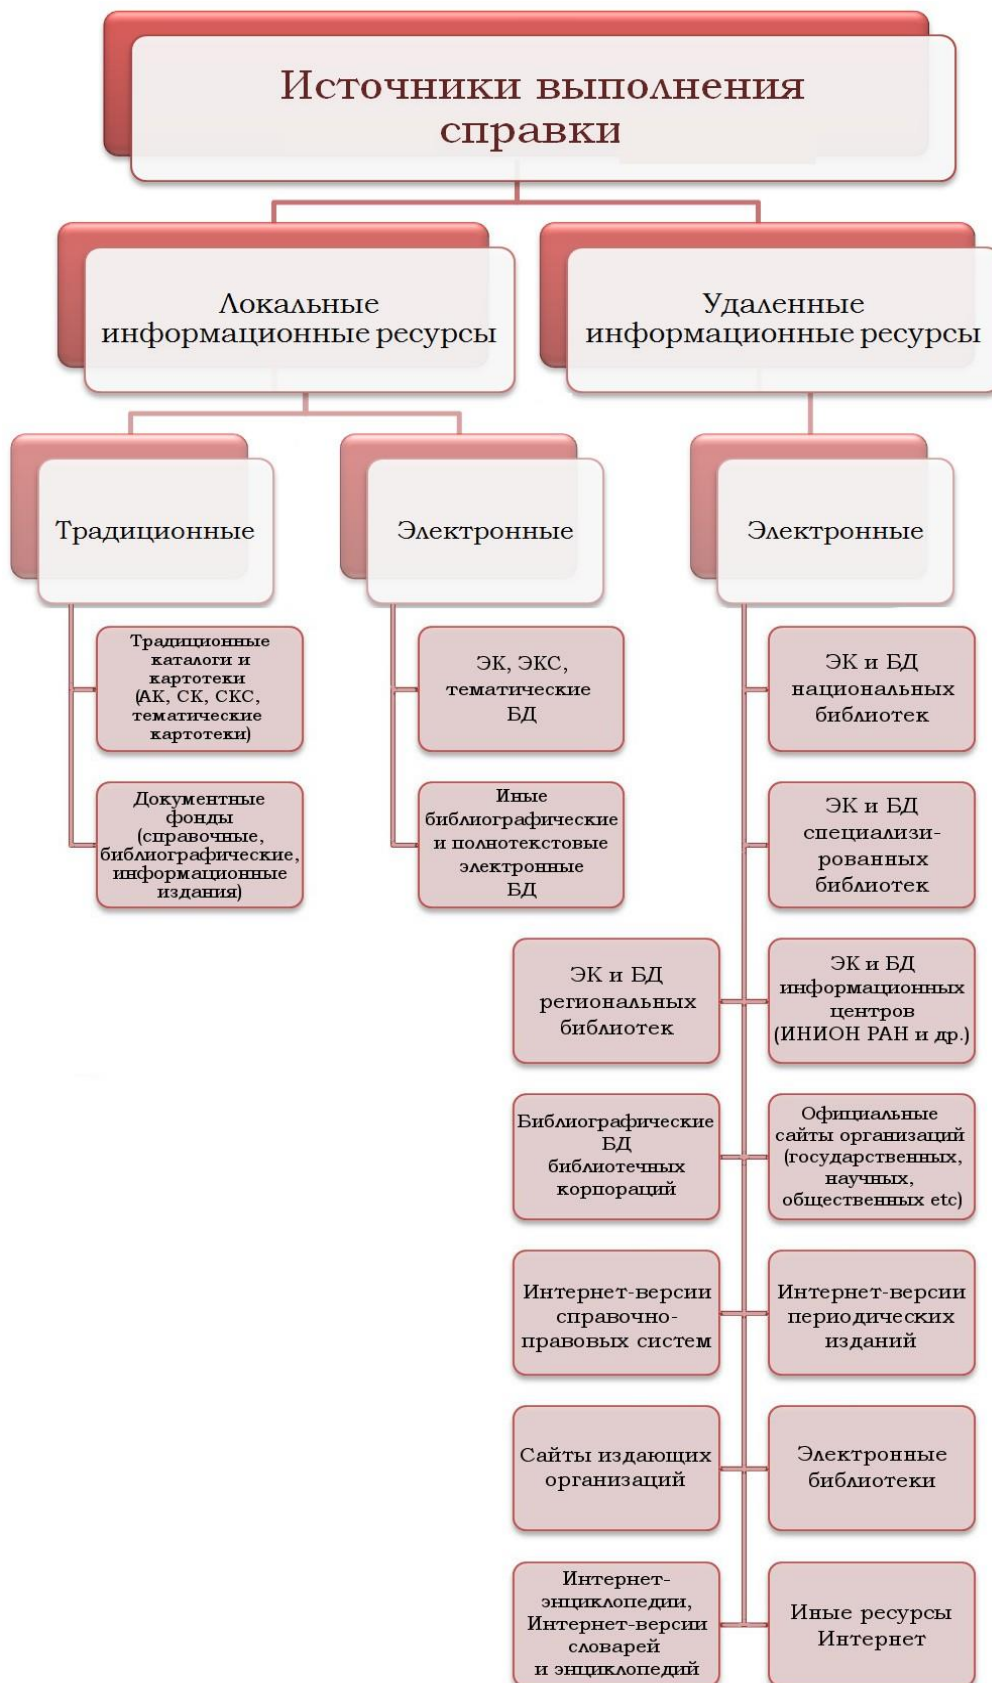 Источники выполнения
справки
Локальные
информационные ресурсы
Удаленные
информационные ресурсы
Традиционные
Электронные
Электронные
Традиционные
каталоги и
картотеки
(АК, СК, СКС,
тематические
картотеки)
Документные
фонды
(справочные,
библиографические,
информационные
издания)
ЭК, ЭКС,
тематические
БД
Иные
библиографические
и полнотекстовые
электронные
БД
ЭК и БД
национальных
библиотек
ЭК и БД
специализи-
рованных
библиотек
ЭК и БД
региональных
библиотек
ЭК и БД
информационных
центров
(ИНИОН РАН и др.)
Библиографические
БД
библиотечных
корпораций
Официальные
сайты организаций
(государственных,
научных,
общественных etc)
Интернет-версии
справочно-
правовых систем
Интернет-версии
периодических
изданий
Сайты издающих
организаций
Электронные
библиотеки
Интернет-
энциклопедии,
Интернет-версии
словарей
и энциклопедий
Иные ресурсы
Интернет